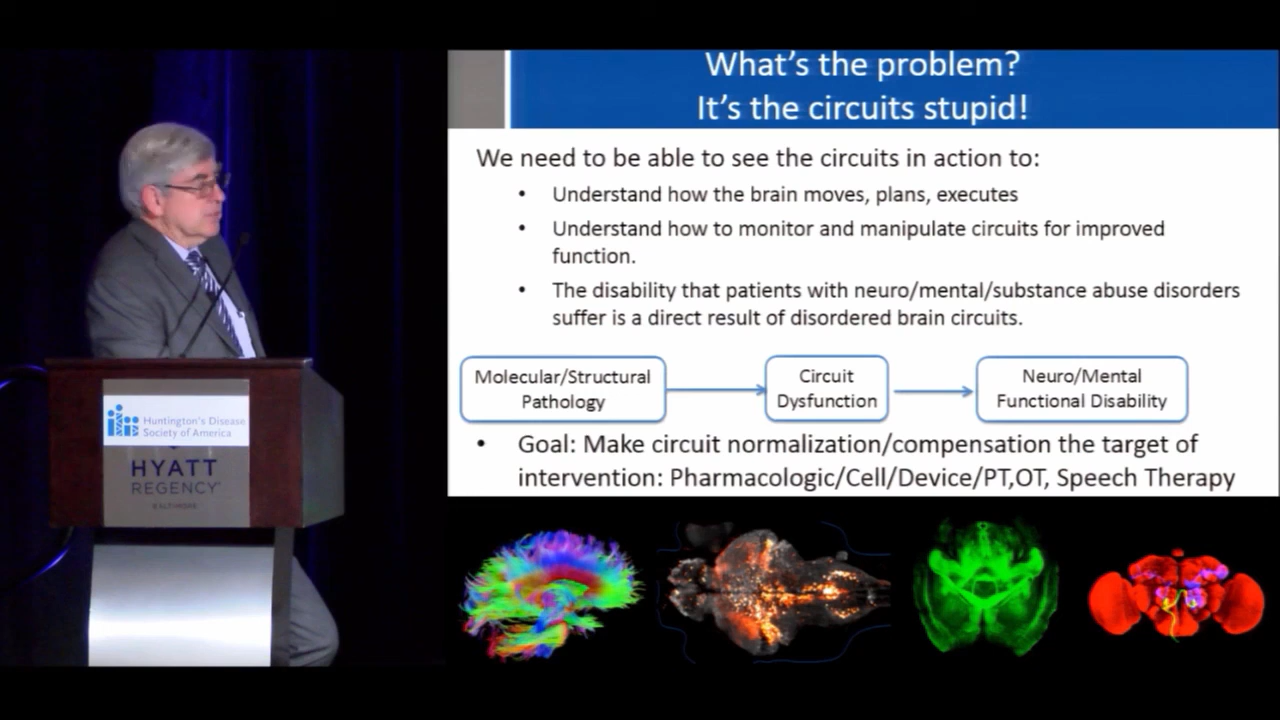 What's the problem?
It's the circuits stupid!
We need to be able to see the circuits in action to:
• Understand how the brain moves, plans, executes
• Understand how to monitor and manipulate circuits for improved
function.
• The disability that patients with neuro/mental/substance abuse disorders
suffer is a direct result of disordered brain circuits.
Molecular/Structural
Pathology
Circuit
Dysfunction
Neuro/Mental
Functional Disability
• Goal: Make circuit normalization/compensation the target of
intervention: Pharmacologic/Cell/Device/PT,OT, Speech Therapy
Huntington's Disease
Society of America
HYATT
REGENCY
BALTIMORE